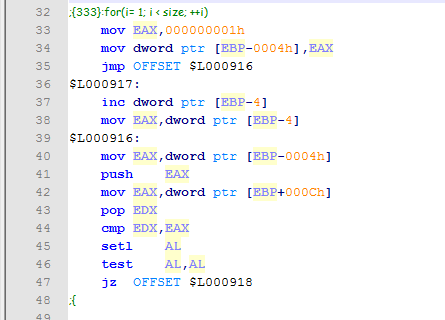 32 ;{333}:for(i= 1; i < size; ++i)
33 mov EAX,000000001h
34 mov dword ptr [EBP-0004h],EAX
35 jmp OFFSET $L000916
36 $L000917:
37 inc dword ptr [EBP-4]
38 mov EAX,dword ptr [EBP-4]
39 $L000916:
40 mov EAX,dword ptr [EBP-0004h]
41 push EAX
42 mov EAX,dword ptr [EBP+000Ch]
43 pop EDX
44 cmp EDX,EAX
45 setl AL
46 test AL,AL
47 jz OFFSET $L000918
48 ;{